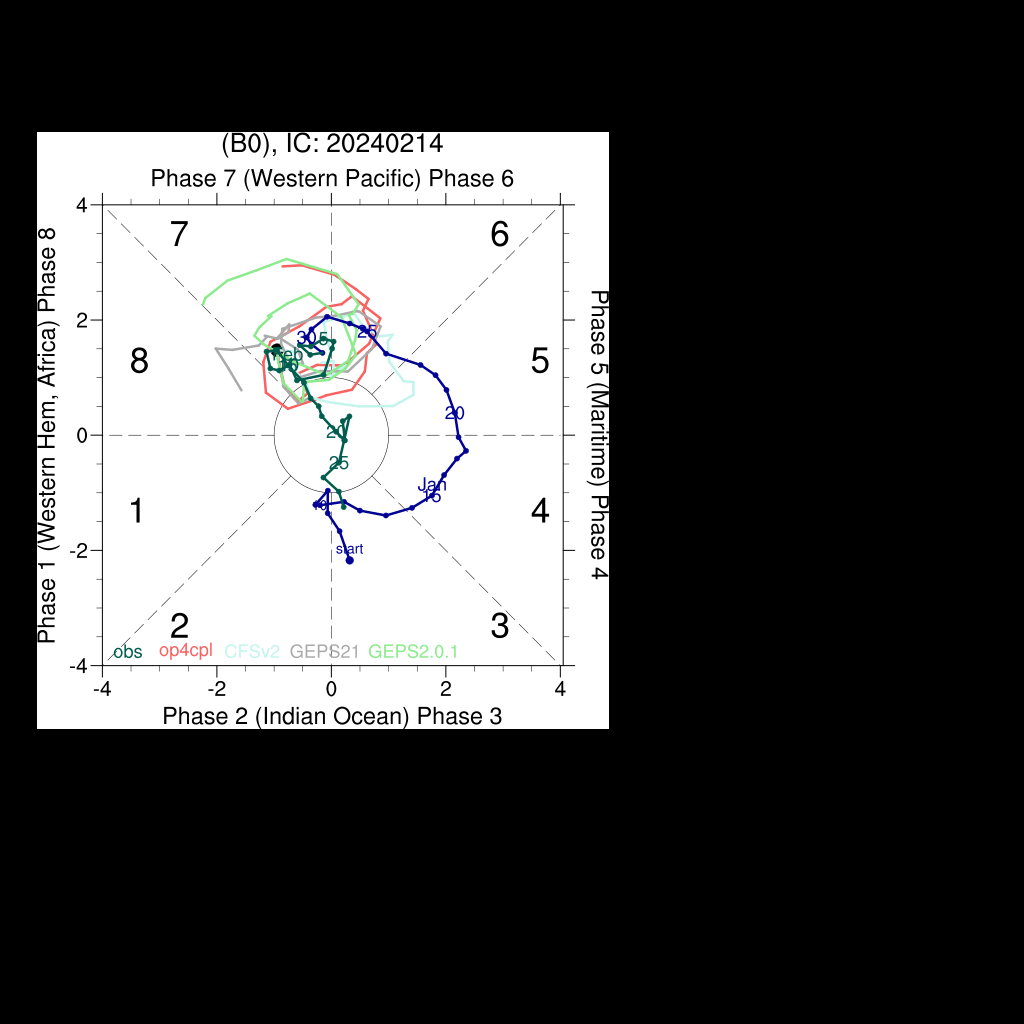 (B0), IC: 20240214
Phase 7 (Western Pacific) Phase 6
4
7
6
2
25
30
5
Feb
8
5
20
0
20
25
Jan
15
1
4
10
-2
start
2
3
obs op4cpl CFSv2 GEPS21 GEPS2.0.1
-4
-4 -2 0 2 4
Phase 2 (Indian Ocean) Phase 3
Phase 1 (Western Hem, Africa) Phase 8
Phase 5 (Maritime) Phase 4